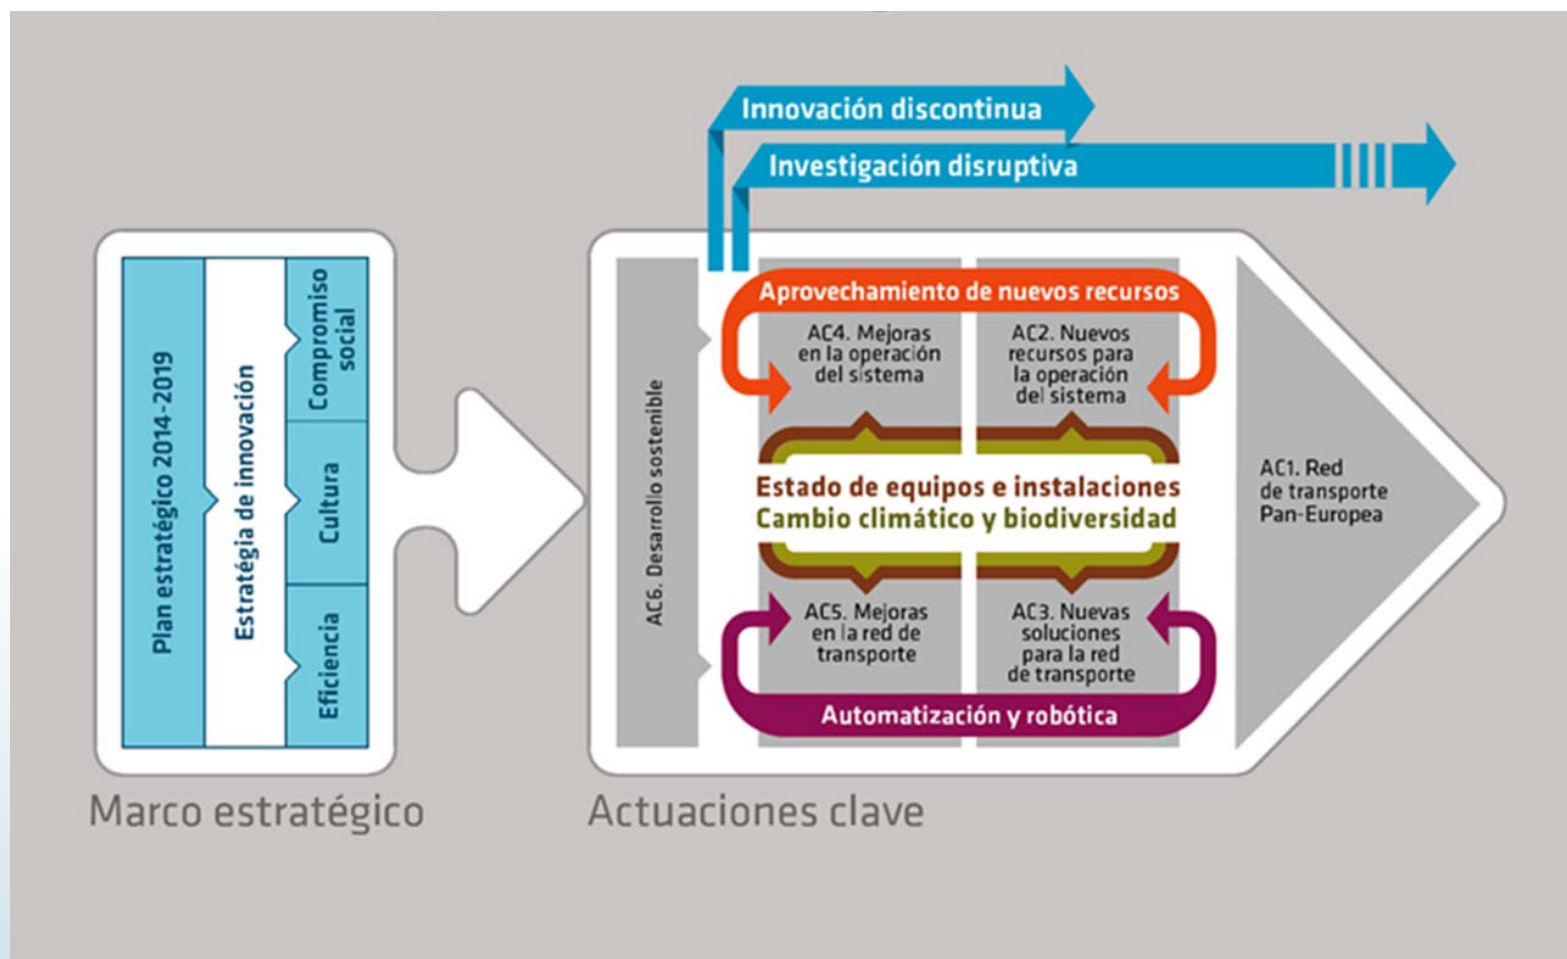 Innovación discontinua
Investigación disruptiva
Plan estratégico 2014-2019
Estratégia de innovación
Compromiso
social
Cultura
Eficiencia
AC6. Desarrollo sostenible
Aprovechamiento de nuevos recursos
AC4. Mejoras
en la operación
del sistema
AC2. Nuevos
recursos para
la operación
del sistema
Estado de equipos e instalaciones
Cambio climático y biodiversidad
AC5. Mejoras
en la red de
transporte
AC3. Nuevas
soluciones
para la red
de transporte
Automatización y robótica
AC1. Red
de transporte
Pan-Europea
Marco estratégico
Actuaciones clave